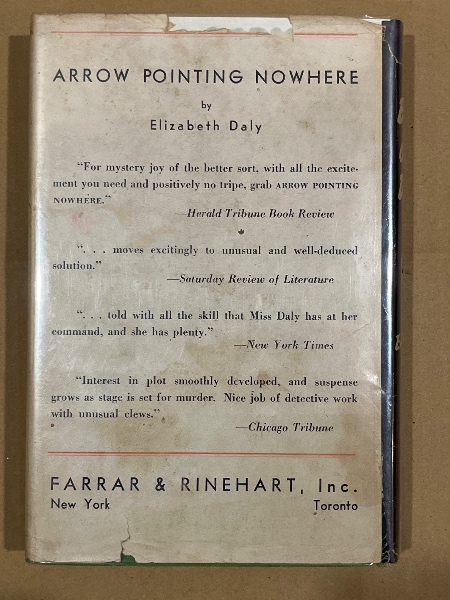 ARROW POINTING NOWHERE
by
Elizabeth Daly
"For mystery joy of the better sort, with all the excite-
ment you need and positively no tripe, grab ARROW POINTING
NOWHERE."
—Herald Tribune Book Review
". . . moves excitingly to unusual and well-deduced
solution."
—Saturday Review of Literature
". . . told with all the skill that Miss Daly has at her
command, and she has plenty."
—New York Times
"Interest in plot smoothly developed, and suspense
grows as stage is set for murder. Nice job of detective work
with unusual clews."
—Chicago Tribune
FARRAR & RINEHART, Inc.
New York Toronto